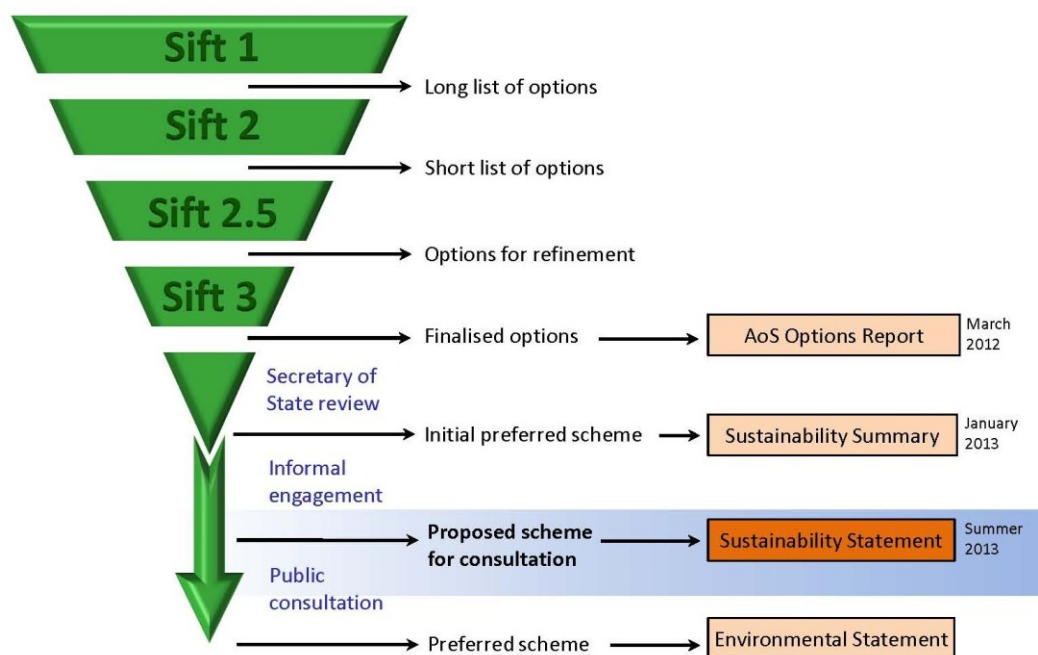 Sift 1
Long list of options
Sift 2
Short list of options
Sift 2.5
Options for refinement
Sift 3
Finalised options
AoS Options Report
March
2012
Secretary of
State review
Initial preferred scheme
Sustainability Summary
January
2013
Informal
engagement
Proposed scheme
for consultation
Sustainability Statement
Summer
2013
Public
consultation
Preferred scheme
Environmental Statement